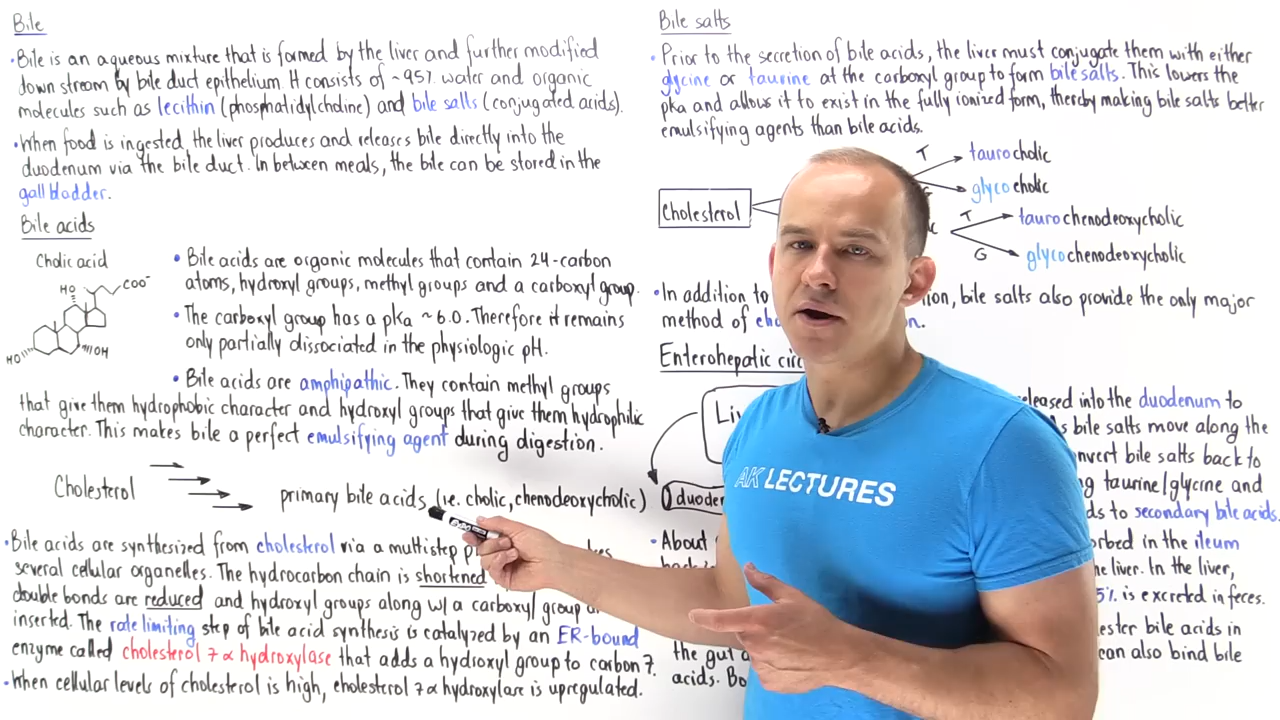 Bile
• Bile is an aqueous mixture that is formed by the liver and further modified
down stream by bile duct epithelium. It consists of ~95% water and organic
molecules such as lecithin (phosphatidylcholine) and bile salts (conjugated acids).
• When food is ingested, the liver produces and releases bile directly into the
duodenum via the bile duct. In between meals, the bile can be stored in the
gall bladder.
Bile acids
Cholic acid
HO
COO⁻
HO
OH
• Bile acids are organic molecules that contain 24-carbon
atoms, hydroxyl groups, methyl groups and a carboxyl group.
• The carboxyl group has a pka ~6.0. Therefore it remains
only partially dissociated in the physiologic pH.
• Bile acids are amphipathic. They contain methyl groups
that give them hydrophobic character and hydroxyl groups that give them hydrophilic
character. This makes bile a perfect emulsifying agent during digestion.
Cholesterol
primary bile acids (ie. cholic, chenodeoxycholic)
• Bile acids are synthesized from cholesterol via a multistep
several cellular organelles. The hydrocarbon chain is shortened
double bonds are reduced and hydroxyl groups along w/ a carboxyl group
inserted. The rate limiting step of bile acid synthesis is catalyzed by an ER-bound
enzyme called cholesterol 7 α hydroxylase that adds a hydroxyl group to carbon 7.
• When cellular levels of cholesterol is high, cholesterol 7 α hydroxylase is upregulated.
Bile salts
• Prior to the secretion of bile acids, the liver must conjugate them with either
glycine or taurine at the carboxyl group to form bile salts. This lowers the
pka and allows it to exist in the fully ionized form, thereby making bile salts better
emulsifying agents than bile acids.
Cholesterol
T
taurocholic
G
glycocholic
T
taurochenodeoxycholic
G
glycochenodeoxycholic
• In addition to bile salts also provide the only major
method of
Enterohepatic
duoden
released into the duodenum to
As bile salts move along the
convert bile salts back to
taurine/glycine and
to secondary bile acids.
in the ileum
the liver. In the liver,
5% is excreted in feces.
• About
bile acids in
the gut can also bind bile
acids.
AK LECTURES